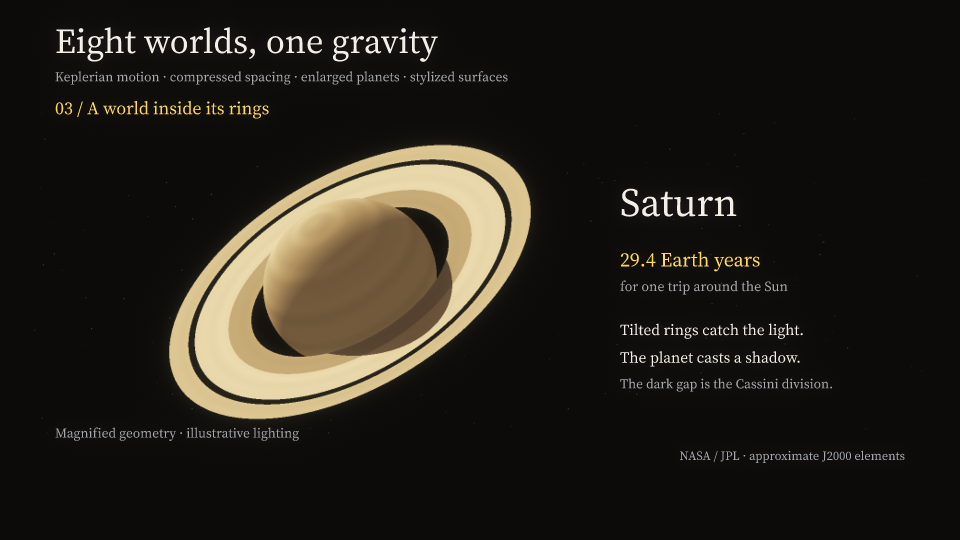 Eight worlds, one gravity
Keplerian motion · compressed spacing · enlarged planets · stylized surfaces
03 / A world inside its rings
Saturn
29.4 Earth years
for one trip around the Sun
Tilted rings catch the light.
The planet casts a shadow.
The dark gap is the Cassini division.
Magnified geometry · illustrative lighting
NASA / JPL · approximate J2000 elements